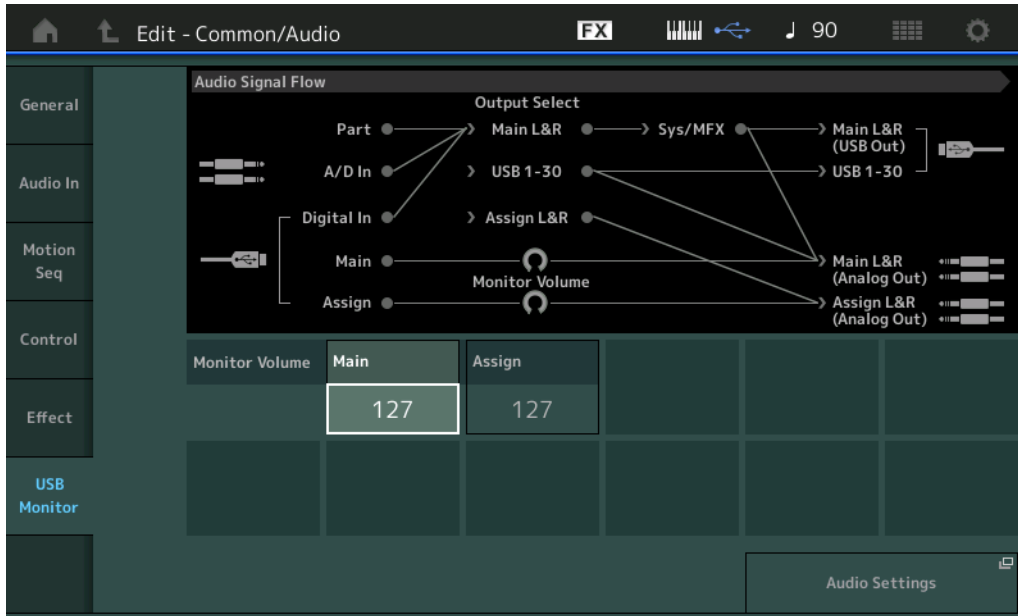 Edit - Common/Audio
FX
90
General
Audio In
Motion
Seq
Control
Effect
USB
Monitor
Audio Signal Flow
Output Select
Part
Main L&R
Sys/MFX
Main L&R
(USB Out)
A/D In
USB 1-30
USB 1-30
Digital In
Assign L&R
Main
Main L&R
(Analog Out)
Monitor Volume
Assign
Assign L&R
(Analog Out)
Monitor Volume
Main
Assign
127
127
Audio Settings